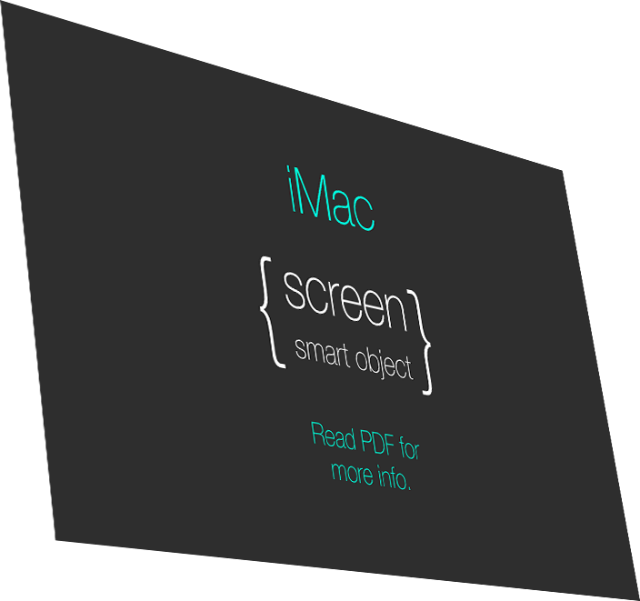 iMac
{ screen }
smart object
Read PDF for
more info.